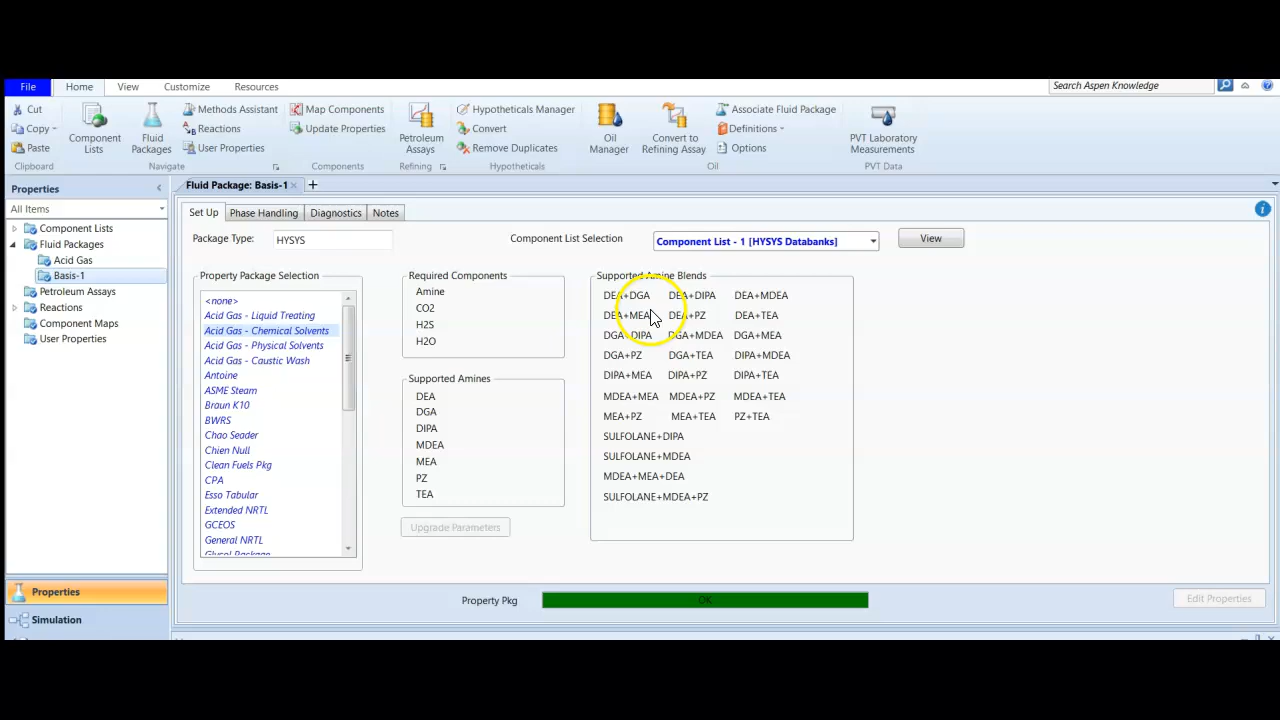 File Home View Customize Resources Search Aspen Knowledge
Cut Methods Assistant Map Components Hypotheticals Manager Associate Fluid Package
Copy Reactions Update Properties Convert Definitions
Paste User Properties Remove Duplicates Options
Component Lists
Fluid Packages
Petroleum Assays
Oil Manager
Convert to Refining Assay
PVT Laboratory Measurements
Clipboard Navigate Components Refining Hypotheticals Oil PVT Data
Properties
All Items
Component Lists
Fluid Packages
Acid Gas
Basis-1
Petroleum Assays
Reactions
Component Maps
User Properties
Properties
Simulation
Fluid Package: Basis-1 +
Set Up Phase Handling Diagnostics Notes
Package Type: HYSYS Component List Selection Component List - 1 [HYSYS Databanks] View
Property Package Selection
<none>
Acid Gas - Liquid Treating
Acid Gas - Chemical Solvents
Acid Gas - Physical Solvents
Acid Gas - Caustic Wash
Antoine
ASME Steam
Braun K10
BWRS
Chao Seader
Chien Null
Clean Fuels Pkg
CPA
Esso Tabular
Extended NRTL
GCEOS
General NRTL
Glycol Package
Required Components
Amine
CO2
H2S
H2O
Supported Amines
DEA
DGA
DIPA
MDEA
MEA
PZ
TEA
Upgrade Parameters
Supported Amine Blends
DEA+DGA DEA+DIPA DEA+MDEA
DEA+MEA DEA+PZ DEA+TEA
DGA+DIPA DGA+MDEA DGA+MEA
DGA+PZ DGA+TEA DIPA+MDEA
DIPA+MEA DIPA+PZ DIPA+TEA
MDEA+MEA MDEA+PZ MDEA+TEA
MEA+PZ MEA+TEA PZ+TEA
SULFOLANE+DIPA
SULFOLANE+MDEA
MDEA+MEA+DEA
SULFOLANE+MDEA+PZ
Property Pkg OK Edit Properties